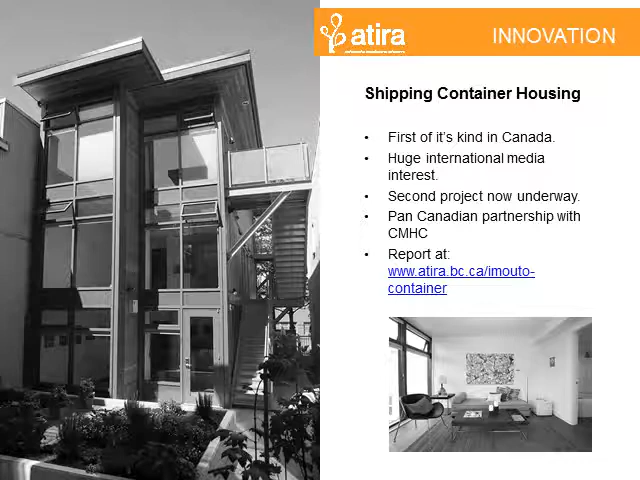 atira
INNOVATION
Shipping Container Housing
• First of it's kind in Canada.
• Huge international media
interest.
• Second project now underway.
• Pan Canadian partnership with
CMHC
• Report at:
www.atira.bc.ca/imouto-
container